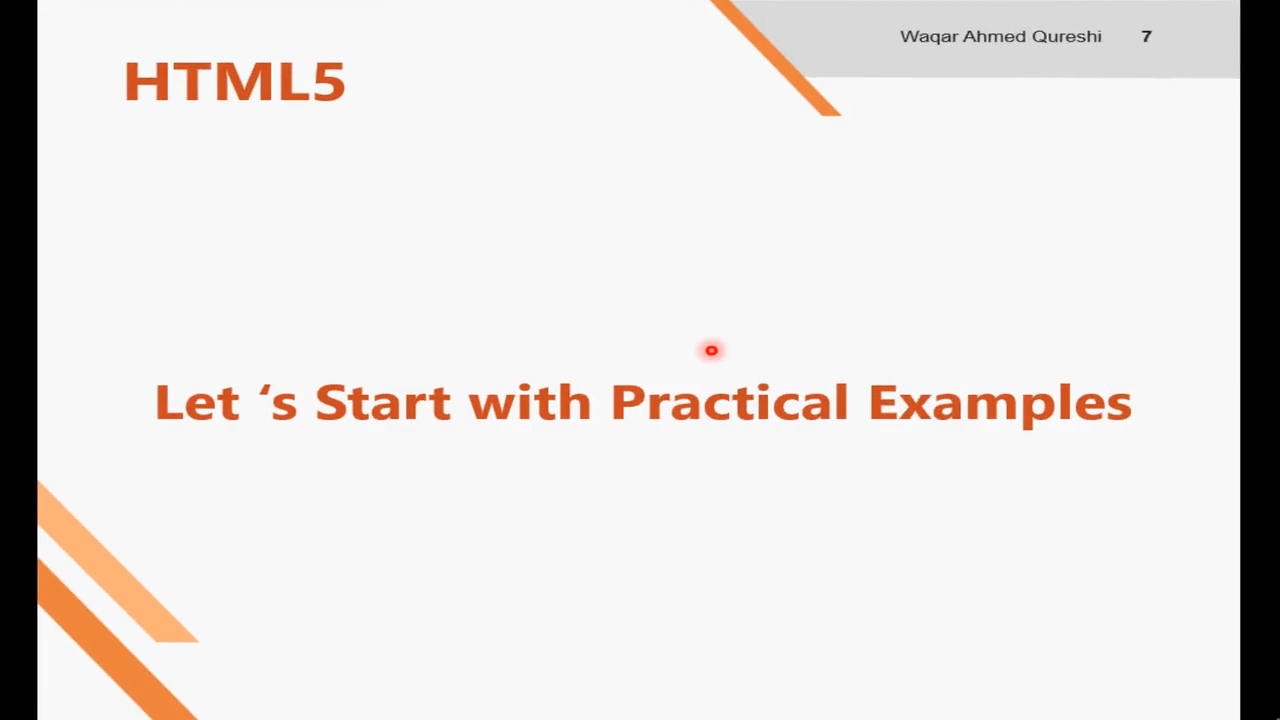 Waqar Ahmed Qureshi 7
HTML5
Let ‘s Start with Practical Examples